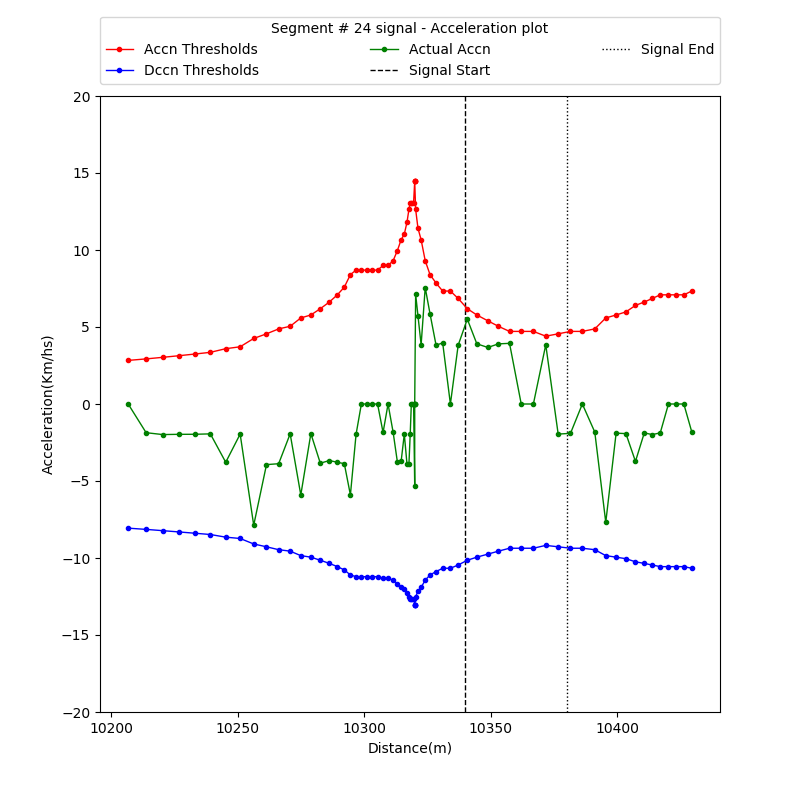 Segment # 24 signal - Acceleration plot
Accn Thresholds
Dccn Thresholds
Actual Accn
Signal Start
Signal End
Acceleration(Km/hs)
20
15
10
5
0
−5
−10
−15
−20
10200 10250 10300 10350 10400
Distance(m)